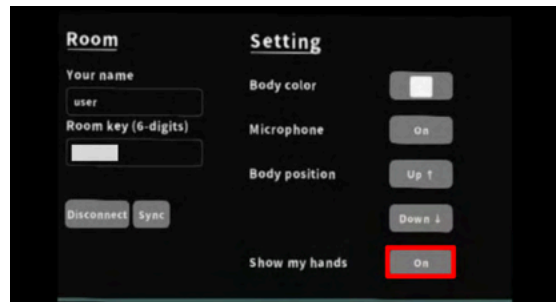 Room
Your name
user
Room key (6-digits)
Disconnect Sync
Setting
Body color
Microphone On
Body position Up ↑
Down ↓
Show my hands On